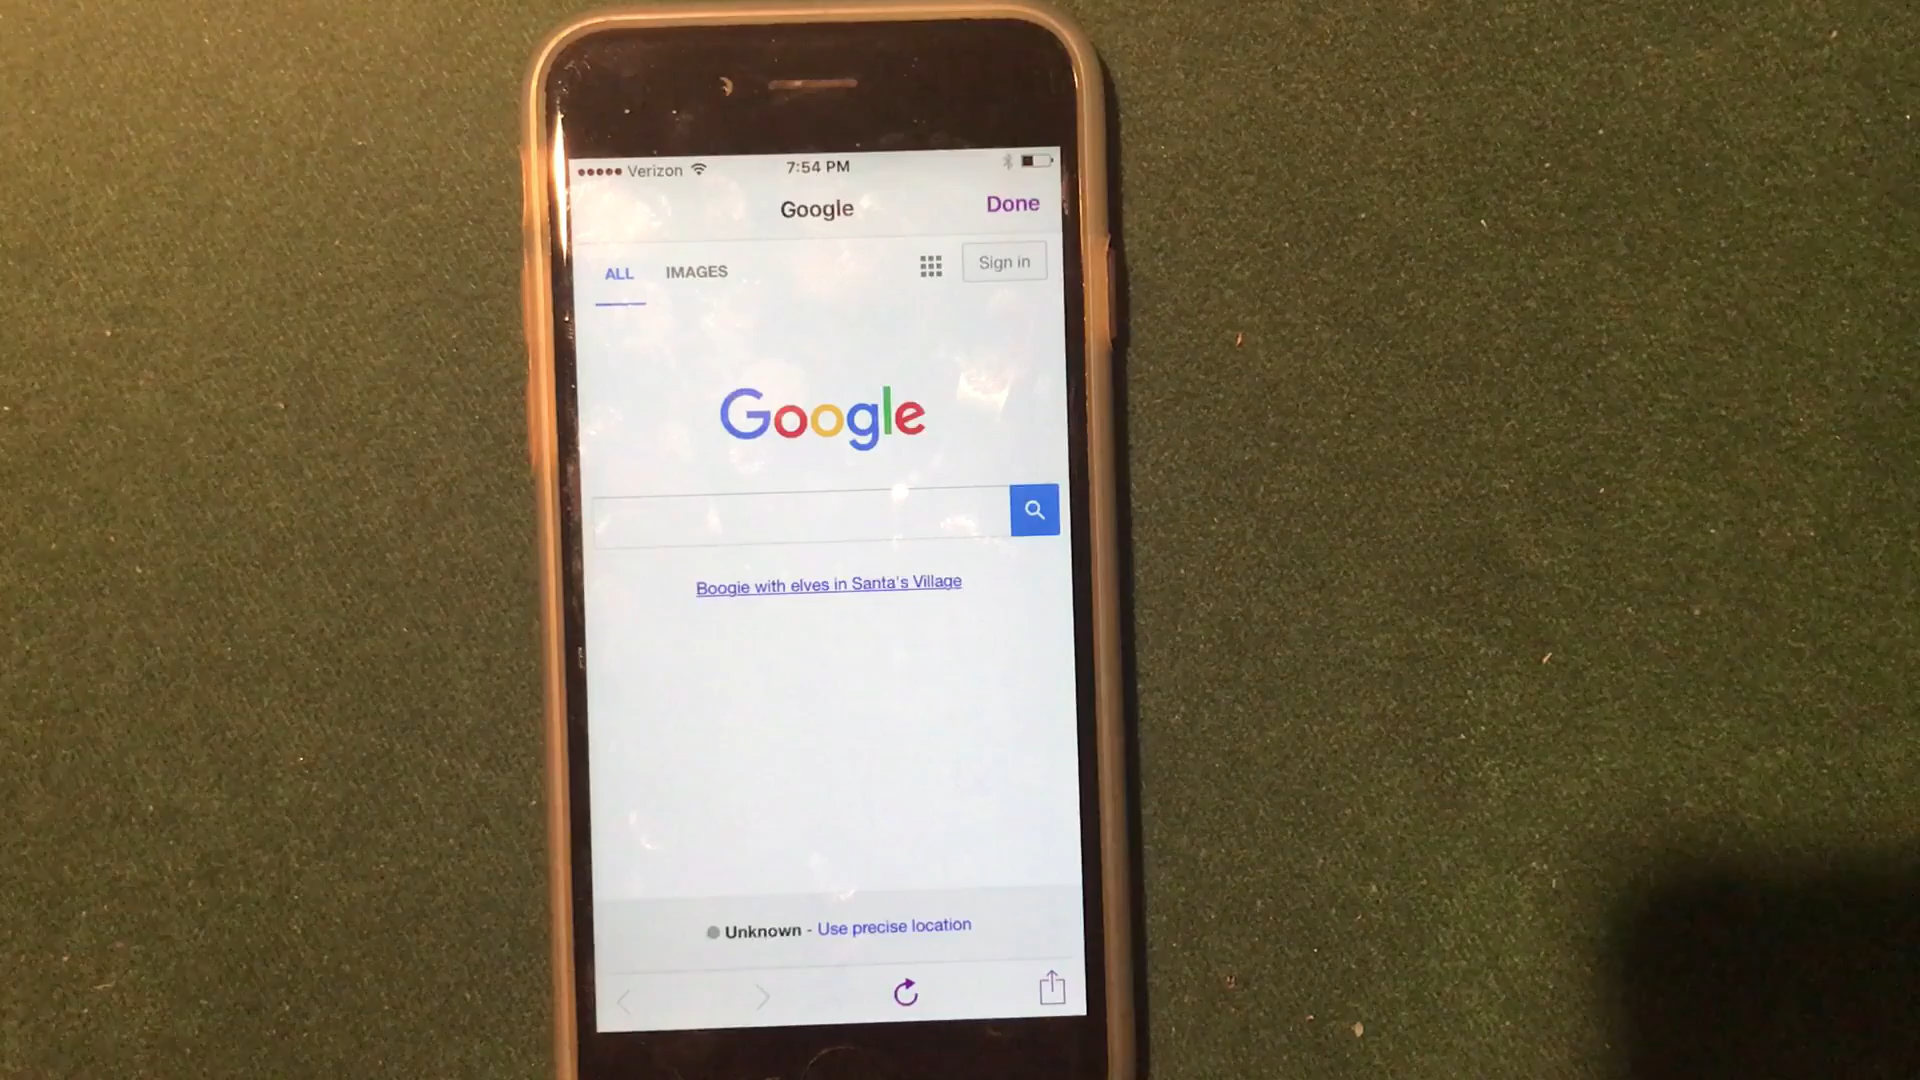 Verizon 7:54 PM
Google Done
ALL IMAGES Sign in
Google
Boogie with elves in Santa's Village
Unknown - Use precise location